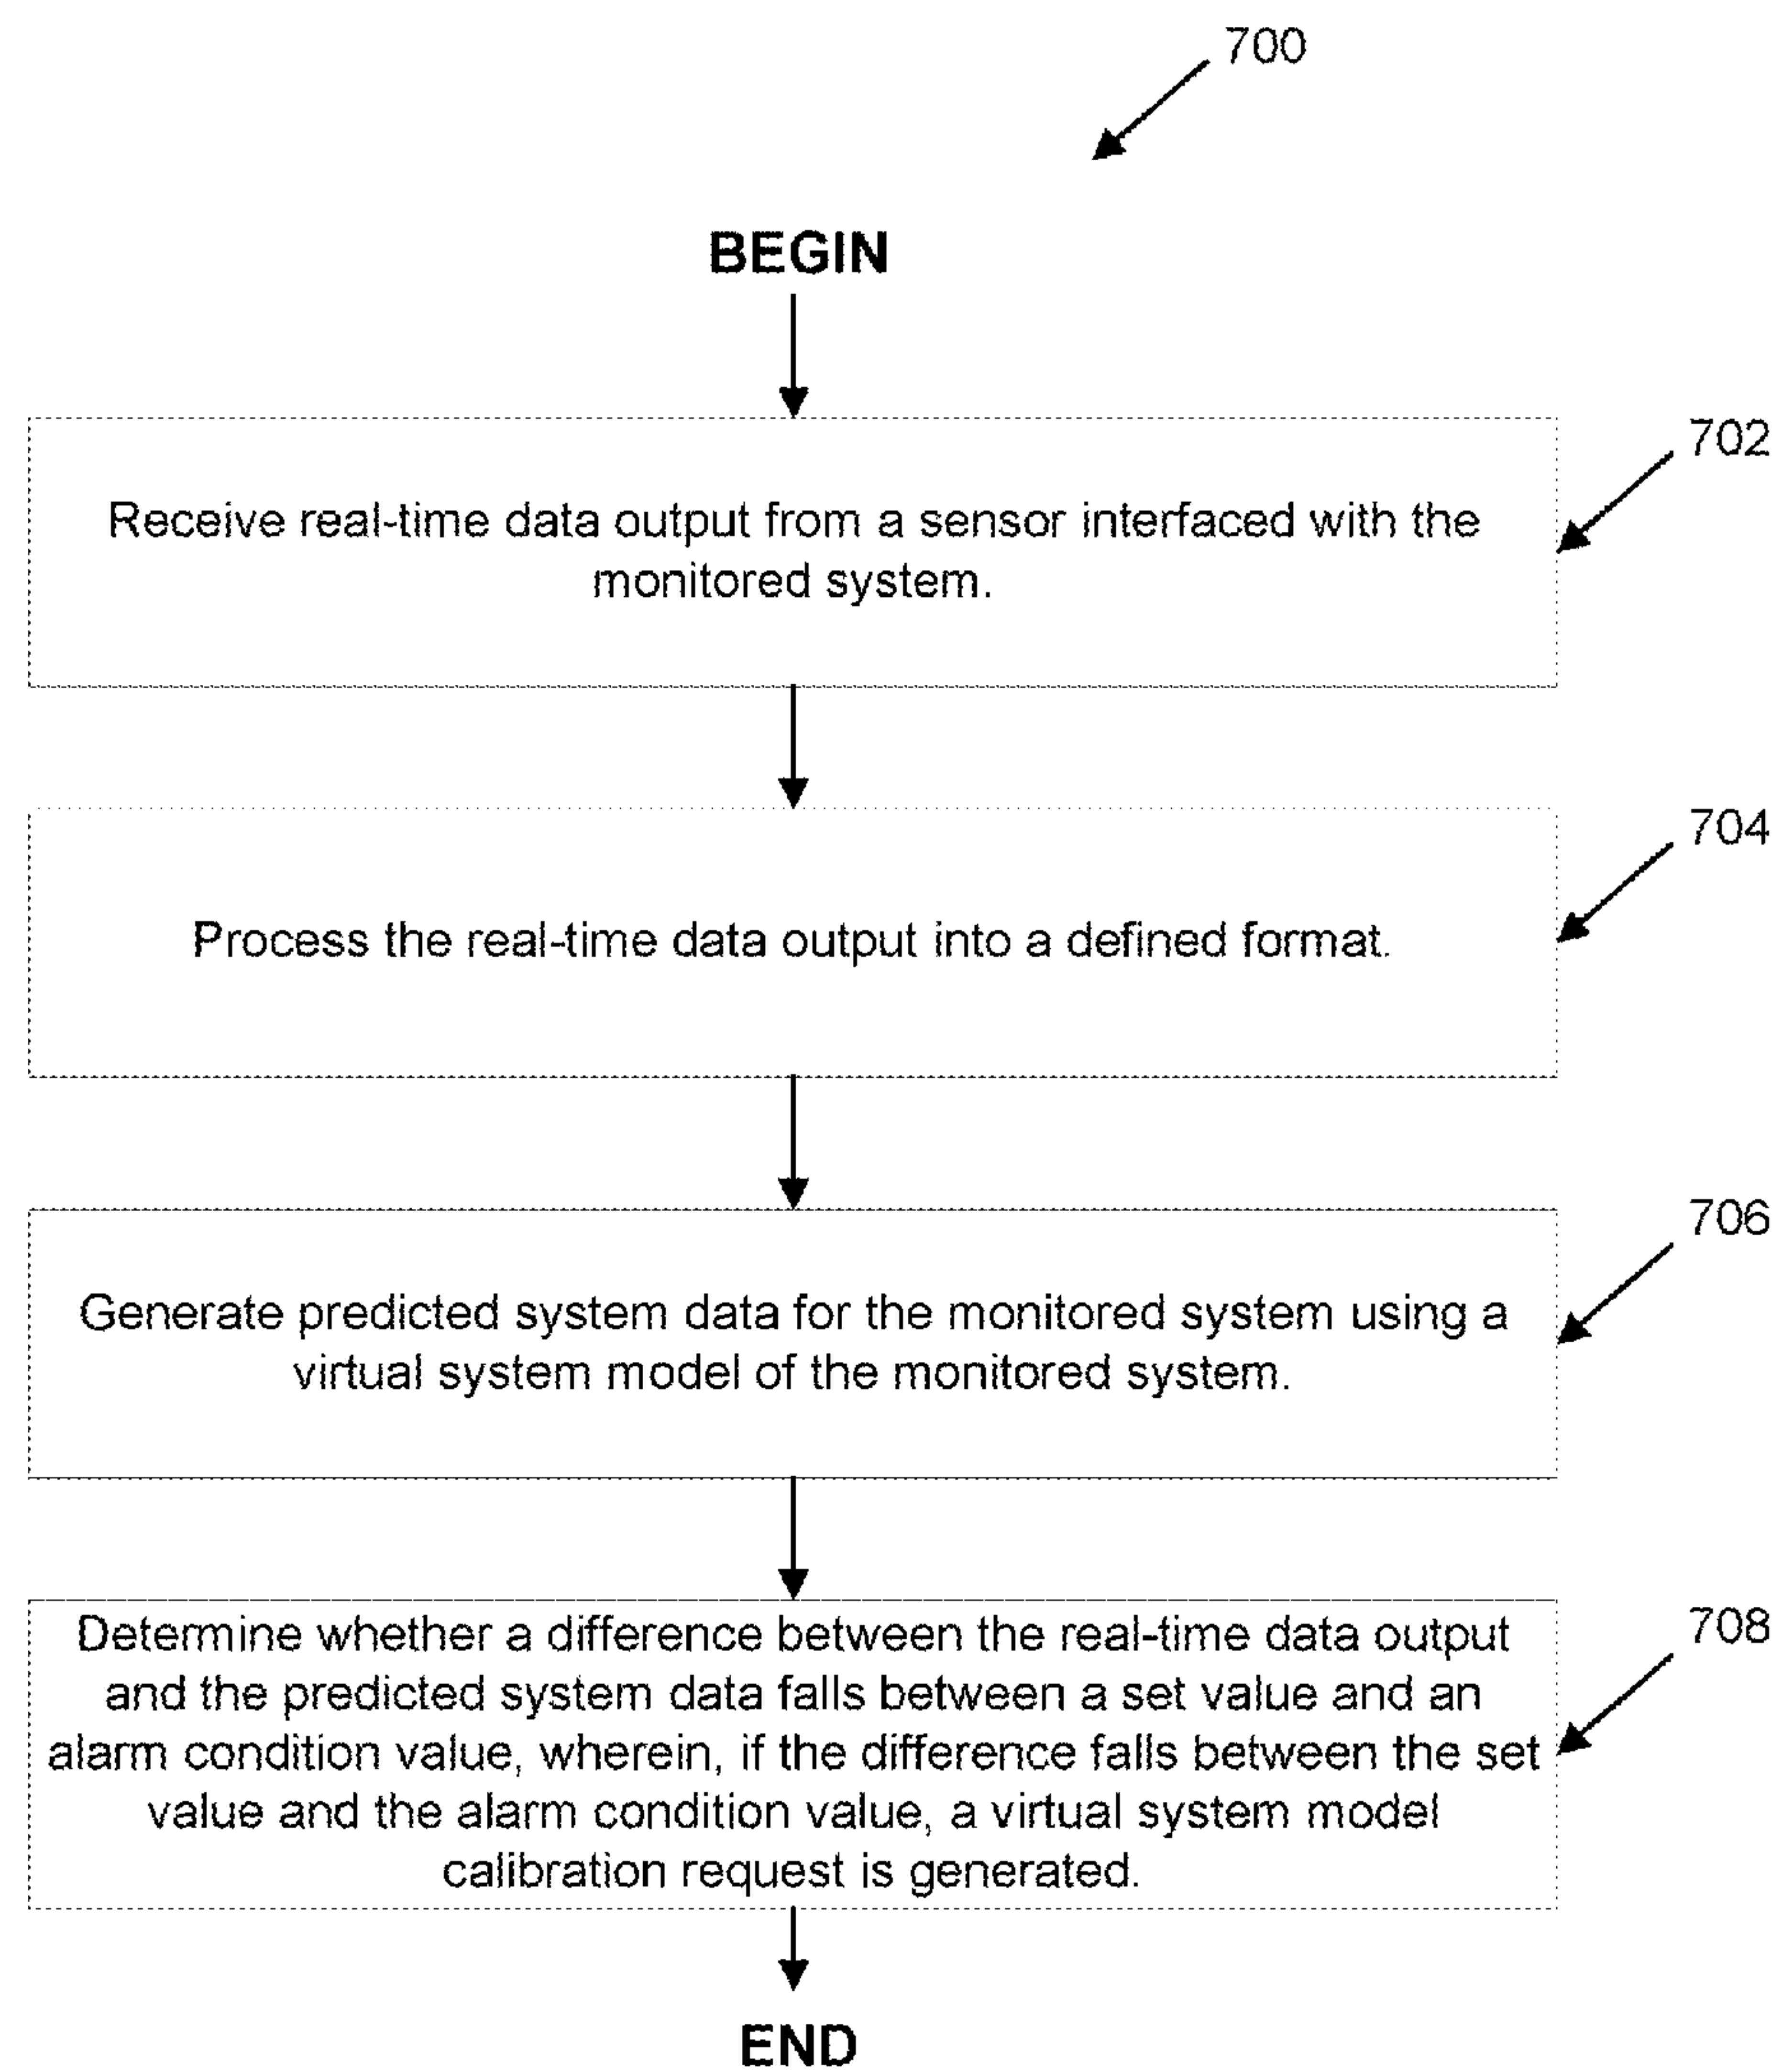 700
BEGIN
702
Receive real-time data output from a sensor interfaced with the
monitored system.
704
Process the real-time data output into a defined format.
706
Generate predicted system data for the monitored system using a
virtual system model of the monitored system.
708
Determine whether a difference between the real-time data output
and the predicted system data falls between a set value and an
alarm condition value, wherein, if the difference falls between the set
value and the alarm condition value, a virtual system model
calibration request is generated.
END